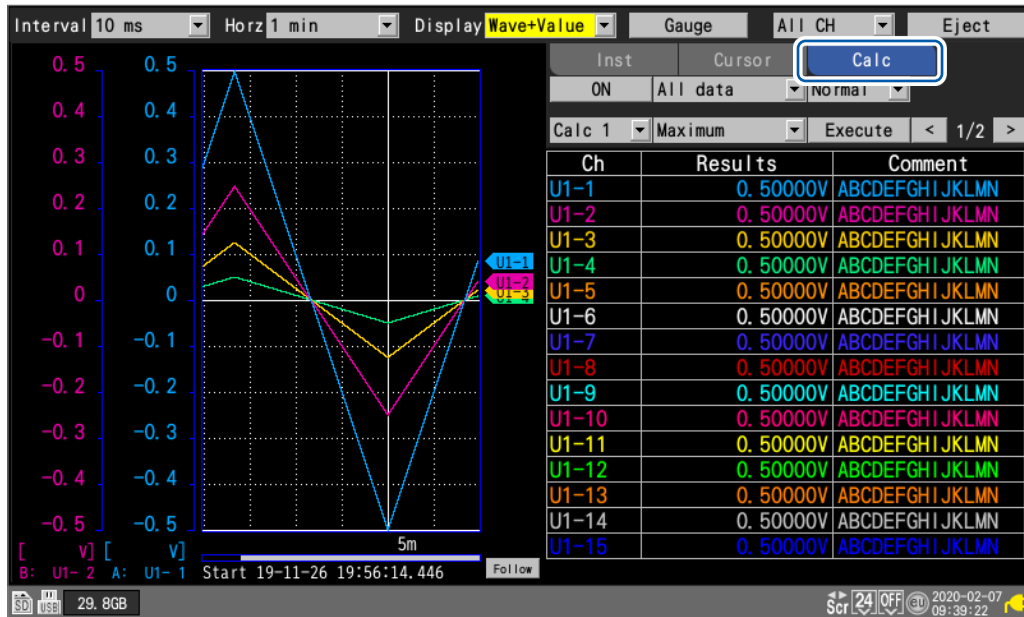 Interval 10 ms Horz 1 min Display Wave+Value Gauge All CH Eject
Inst Cursor Calc
ON All data Normal
Calc 1 Maximum Execute < 1/2 >
Ch Results Comment
U1-1 0.50000V ABCDEFGHIJKLMN
U1-2 0.50000V ABCDEFGHIJKLMN
U1-3 0.50000V ABCDEFGHIJKLMN
U1-4 0.50000V ABCDEFGHIJKLMN
U1-5 0.50000V ABCDEFGHIJKLMN
U1-6 0.50000V ABCDEFGHIJKLMN
U1-7 0.50000V ABCDEFGHIJKLMN
U1-8 0.50000V ABCDEFGHIJKLMN
U1-9 0.50000V ABCDEFGHIJKLMN
U1-10 0.50000V ABCDEFGHIJKLMN
U1-11 0.50000V ABCDEFGHIJKLMN
U1-12 0.50000V ABCDEFGHIJKLMN
U1-13 0.50000V ABCDEFGHIJKLMN
U1-14 0.50000V ABCDEFGHIJKLMN
U1-15 0.50000V ABCDEFGHIJKLMN
0.5 0.5
0.4 0.4
0.3 0.3
0.2 0.2
0.1 0.1
0 0
-0.1 -0.1
-0.2 -0.2
-0.3 -0.3
-0.4 -0.4
-0.5 -0.5
U1-1
U1-2
U1-3
5m
[ V] [ V]
B: U1- 2 A: U1- 1 Start 19-11-26 19:56:14.446 Follow
SD USB 29.8GB Scr 24 OFF EU 2020-02-07
09:39:22